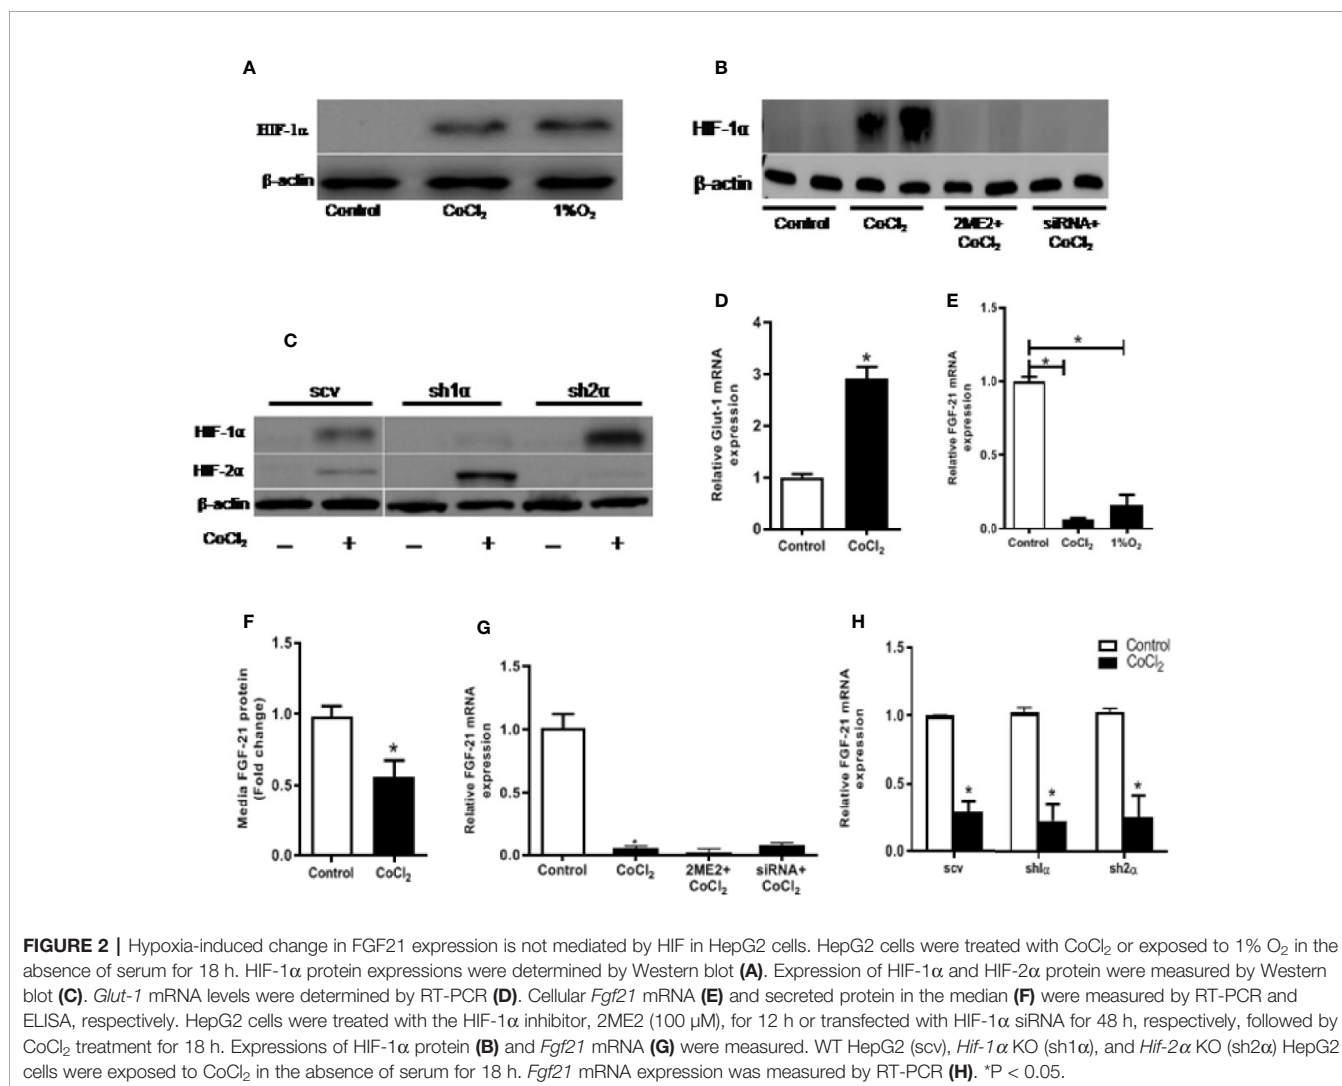 A
HIF-1α
β-actin
Control CoCl₂ 1%O₂
B
HIF-1α
β-actin
Control CoCl₂ 2ME2+ siRNA+
CoCl₂ CoCl₂
C
scv sh1α sh2α
HIF-1α
HIF-2α
β-actin
CoCl₂ – + – + – +
D
Relative Glut-1 mRNA
expression
4
3
2
1
0
*
Control CoCl₂
E
Relative FGF-21 mRNA
expression
1.5
1.0
0.5
0.0
*
*
Control CoCl₂ 1%O₂
F
Media FGF-21 protein
(Fold change)
1.5
1.0
0.5
0.0
*
Control CoCl₂
G
Relative FGF-21 mRNA
expression
1.5
1.0
0.5
0.0
*
Control CoCl₂ 2ME2+ siRNA+
CoCl₂ CoCl₂
H
Relative FGF-21 mRNA
expression
1.5
1.0
0.5
0.0
Control
CoCl₂
* * *
scv shlα sh2α
FIGURE 2 | Hypoxia-induced change in FGF21 expression is not mediated by HIF in HepG2 cells. HepG2 cells were treated with CoCl₂ or exposed to 1% O₂ in the
absence of serum for 18 h. HIF-1α protein expressions were determined by Western blot (A). Expression of HIF-1α and HIF-2α protein were measured by Western
blot (C). Glut-1 mRNA levels were determined by RT-PCR (D). Cellular Fgf21 mRNA (E) and secreted protein in the median (F) were measured by RT-PCR and
ELISA, respectively. HepG2 cells were treated with the HIF-1α inhibitor, 2ME2 (100 μM), for 12 h or transfected with HIF-1α siRNA for 48 h, respectively, followed by
CoCl₂ treatment for 18 h. Expressions of HIF-1α protein (B) and Fgf21 mRNA (G) were measured. WT HepG2 (scv), Hif-1α KO (sh1α), and Hif-2α KO (sh2α) HepG2
cells were exposed to CoCl₂ in the absence of serum for 18 h. Fgf21 mRNA expression was measured by RT-PCR (H). *P < 0.05.